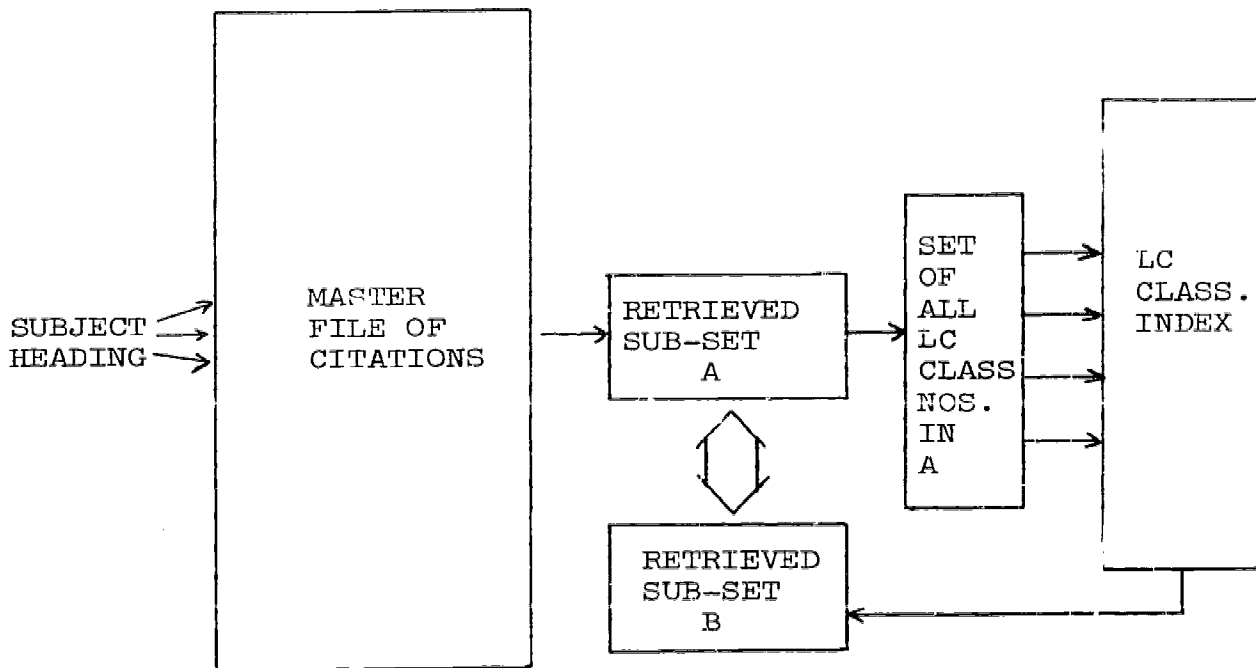 SUBJECT
HEADING
MASTER
FILE OF
CITATIONS
RETRIEVED
SUB-SET
A
SET
OF
ALL
LC
CLASS
NOS.
IN
A
LC
CLASS.
INDEX
RETRIEVED
SUB-SET
B